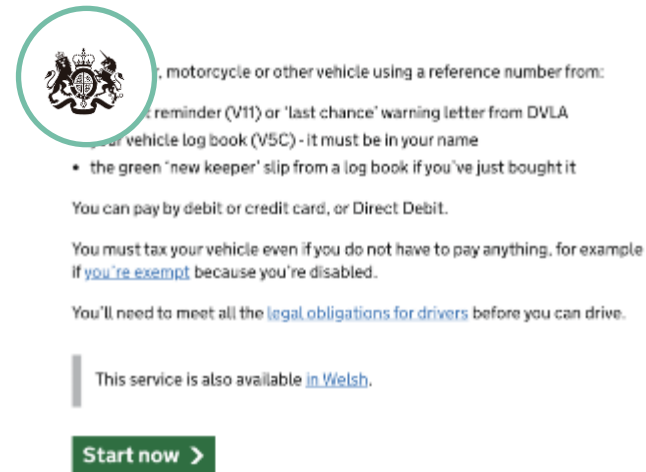 , motorcycle or other vehicle using a reference number from:
reminder (V11) or ‘last chance’ warning letter from DVLA
vehicle log book (V5C) - it must be in your name
• the green ‘new keeper’ slip from a log book if you’ve just bought it
You can pay by debit or credit card, or Direct Debit.
You must tax your vehicle even if you do not have to pay anything, for example
if you’re exempt because you’re disabled.
You’ll need to meet all the legal obligations for drivers before you can drive.
This service is also available in Welsh.
Start now